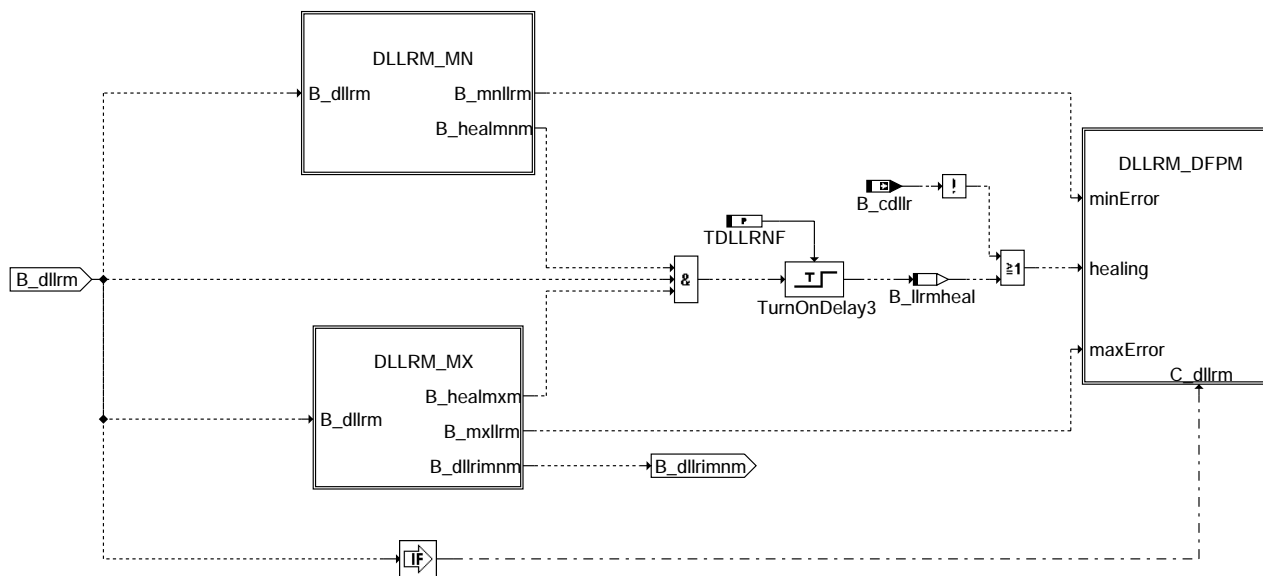 DLLRM_MN
B_dllrm
B_mnllrm
B_healmnm
DLLRM_DFPM
minError
B_cdllr
!
P
TDLLRNF
B_dllrm
&
T
TurnOnDelay3
B_llrmheal
≥1
healing
DLLRM_MX
maxError
C_dllrm
B_healmxm
B_dllrm
B_mxllrm
B_dllrimnm
B_dllrimnm
IF